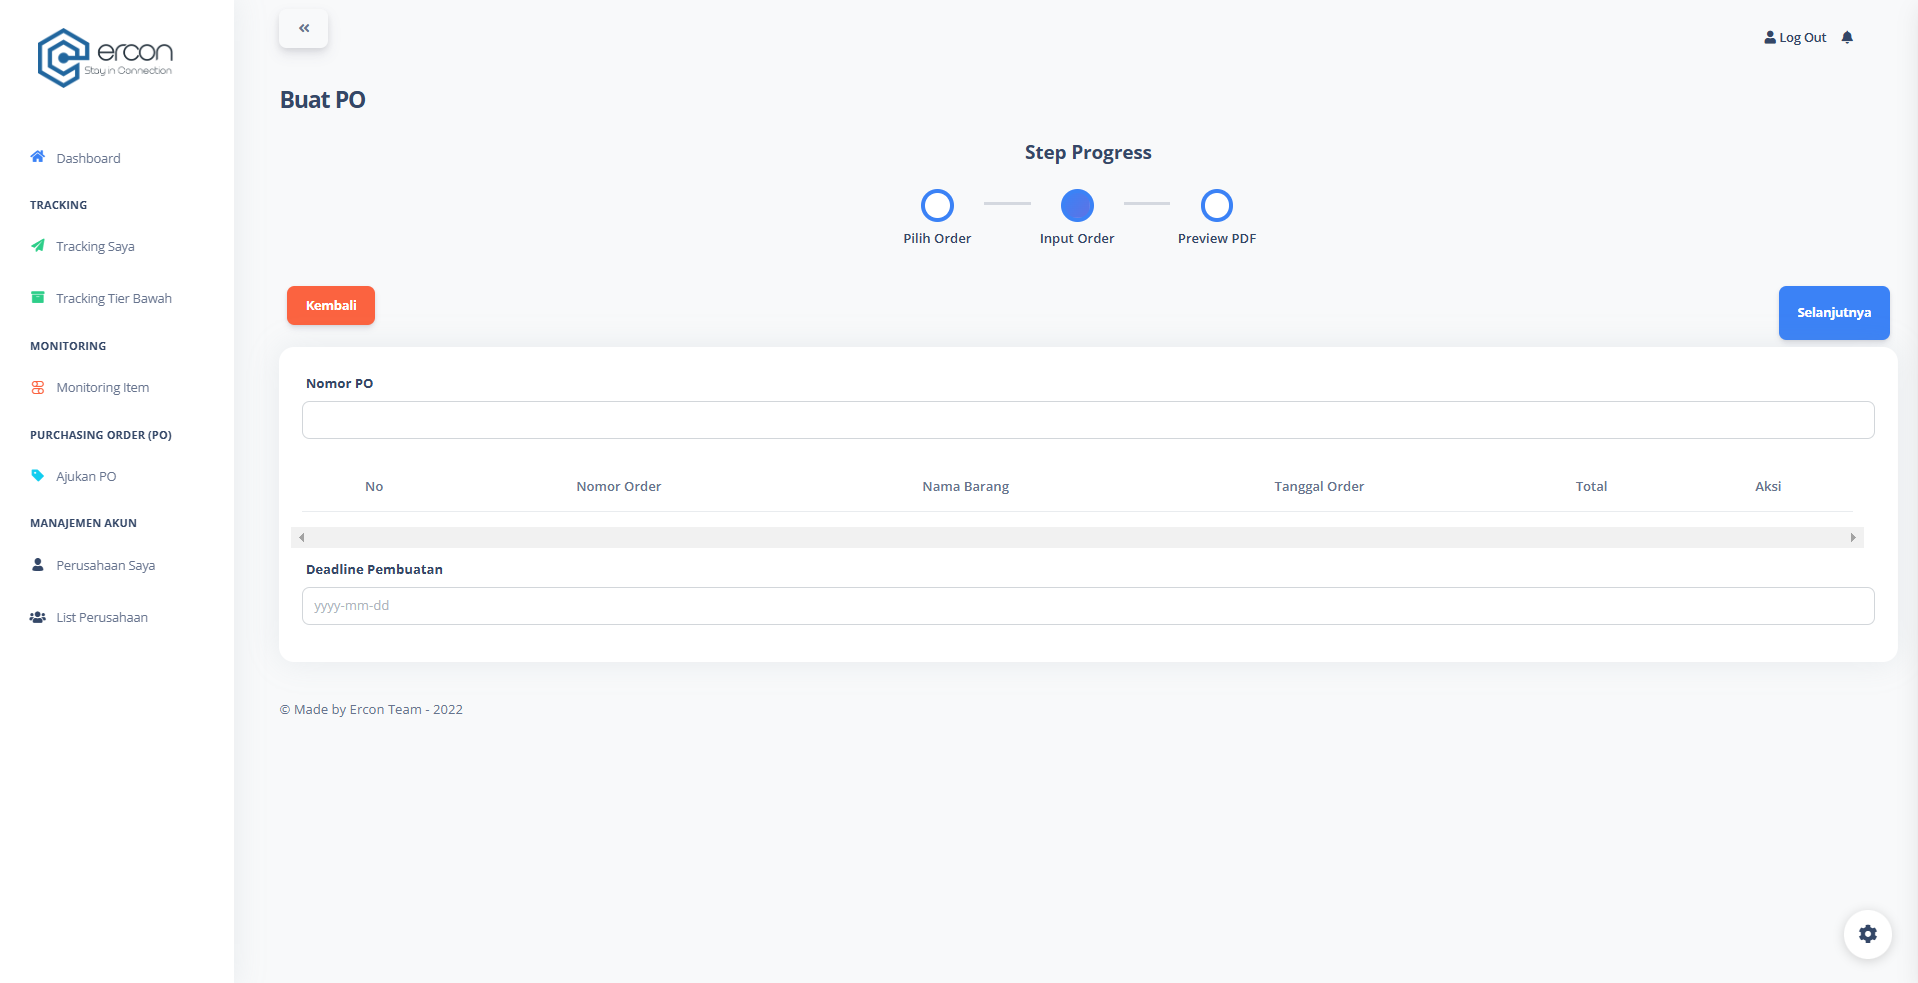 ercon
Stay in Connection
Log Out
Dashboard
TRACKING
Tracking Saya
Tracking Tier Bawah
MONITORING
Monitoring Item
PURCHASING ORDER (PO)
Ajukan PO
MANAJEMEN AKUN
Perusahaan Saya
List Perusahaan
Buat PO
Step Progress
Pilih Order Input Order Preview PDF
Kembali Selanjutnya
Nomor PO
No Nomor Order Nama Barang Tanggal Order Total Aksi
Deadline Pembuatan
yyyy-mm-dd
© Made by Ercon Team - 2022